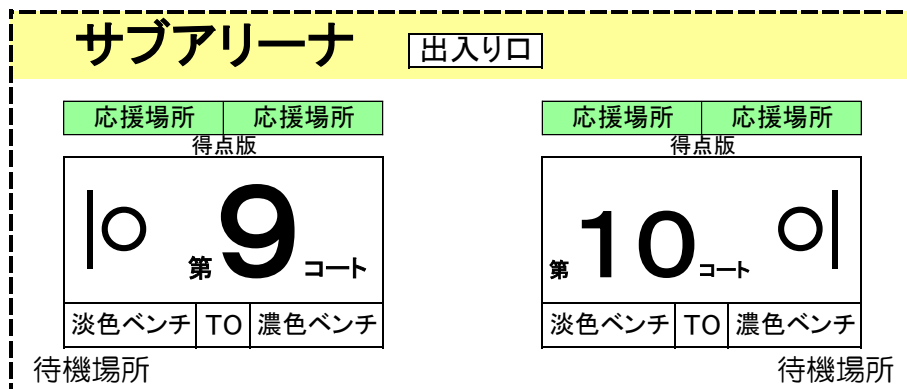 サブアリーナ 出入り口
応援場所 応援場所 応援場所 応援場所
得点版 得点版
第9コート 第10コート
淡色ベンチ TO 濃色ベンチ 淡色ベンチ TO 濃色ベンチ
待機場所 待機場所